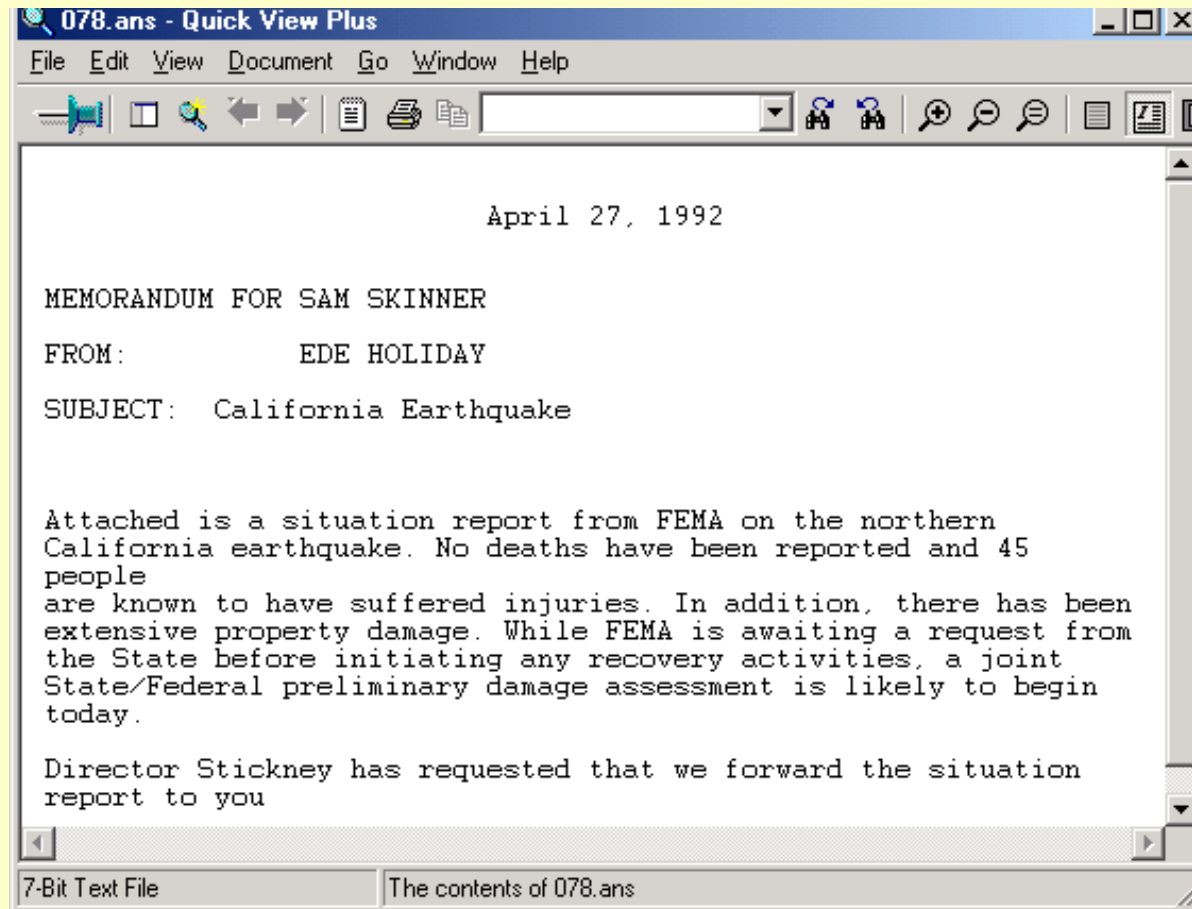 078.ans - Quick View Plus
File Edit View Document Go Window Help
April 27, 1992
MEMORANDUM FOR SAM SKINNER
FROM: EDE HOLIDAY
SUBJECT: California Earthquake
Attached is a situation report from FEMA on the northern
California earthquake. No deaths have been reported and 45
people
are known to have suffered injuries. In addition, there has been
extensive property damage. While FEMA is awaiting a request from
the State before initiating any recovery activities, a joint
State/Federal preliminary damage assessment is likely to begin
today.
Director Stickney has requested that we forward the situation
report to you
7-Bit Text File The contents of 078.ans